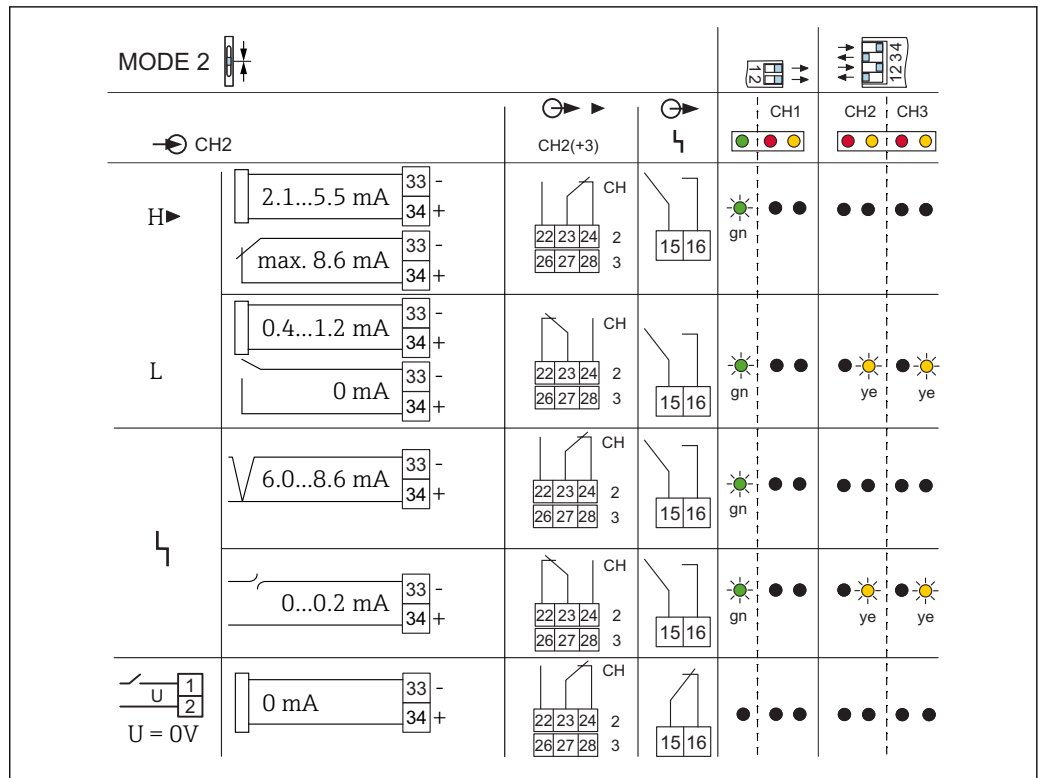 MODE 2
1 2
1 2 3 4
CH1 CH2 CH3
CH2 CH2(+3)
H 2.1...5.5 mA 33 - CH
34 +
22 23 24 2
gn
max. 8.6 mA 33 - 26 27 28 3 15 16
34 +
0.4...1.2 mA 33 - CH
34 +
L 22 23 24 2
0 mA 33 - 26 27 28 3 15 16 gn ye ye
34 +
CH
6.0...8.6 mA 33 -
34 + 22 23 24 2 gn
26 27 28 3 15 16
CH
0...0.2 mA 33 -
34 + 22 23 24 2 gn ye ye
26 27 28 3 15 16
CH
U 1 0 mA 33 -
2 34 + 22 23 24 2
U = 0V 26 27 28 3 15 16